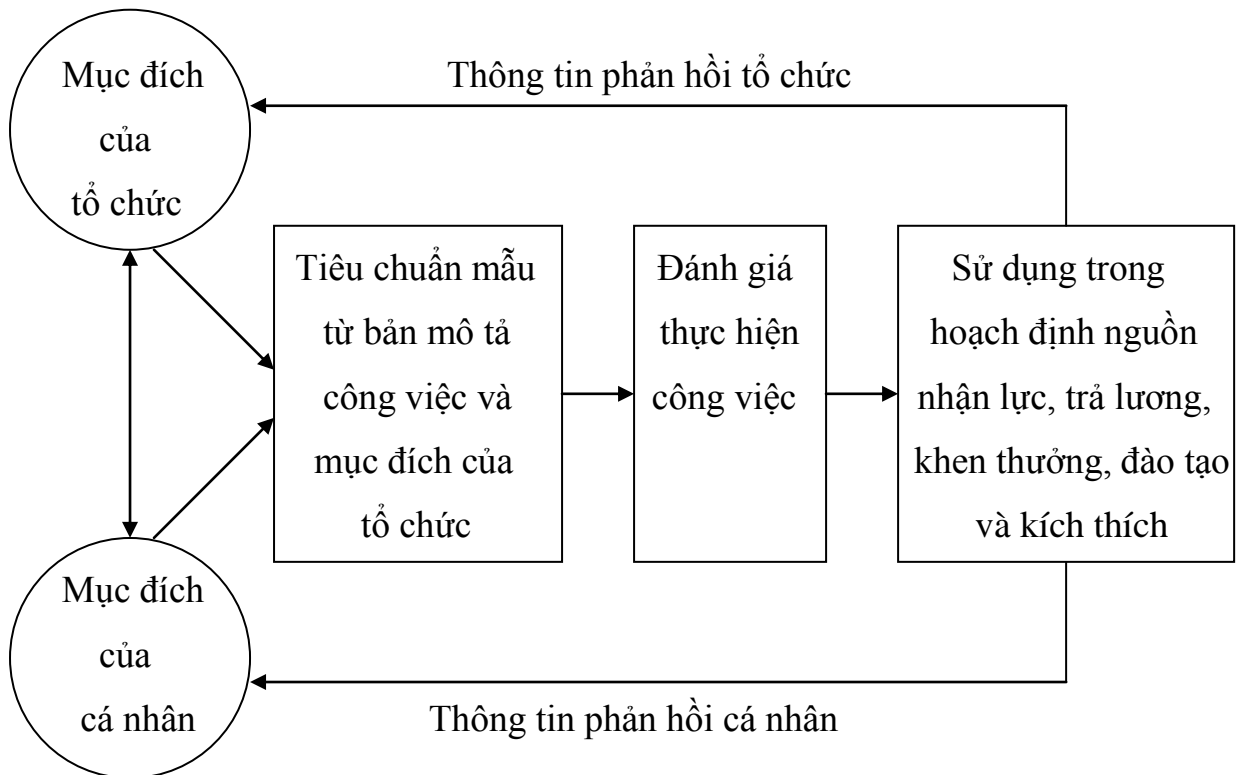 Mục đích
của
tổ chức
Thông tin phản hồi tổ chức
Tiêu chuẩn mẫu
từ bản mô tả
công việc và
mục đích của
tổ chức
Đánh giá
thực hiện
công việc
Sử dụng trong
hoạch định nguồn
nhận lực, trả lương,
khen thưởng, đào tạo
và kích thích
Mục đích
của
cá nhân
Thông tin phản hồi cá nhân